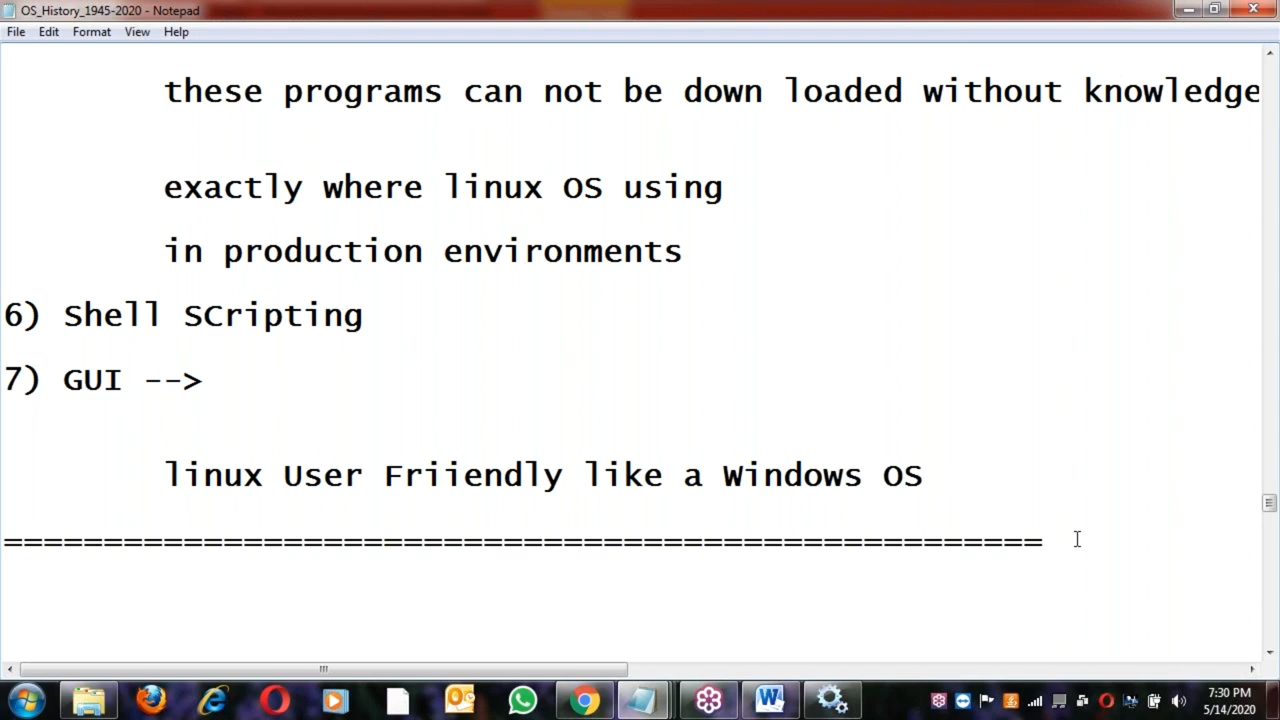 OS_History_1945-2020 - Notepad
File Edit Format View Help
these programs can not be down loaded without knowledge
exactly where linux OS using
in production environments
6) Shell SCripting
7) GUI -->
linux User Friiendly like a Windows OS
====================================================
7:30 PM
5/14/2020